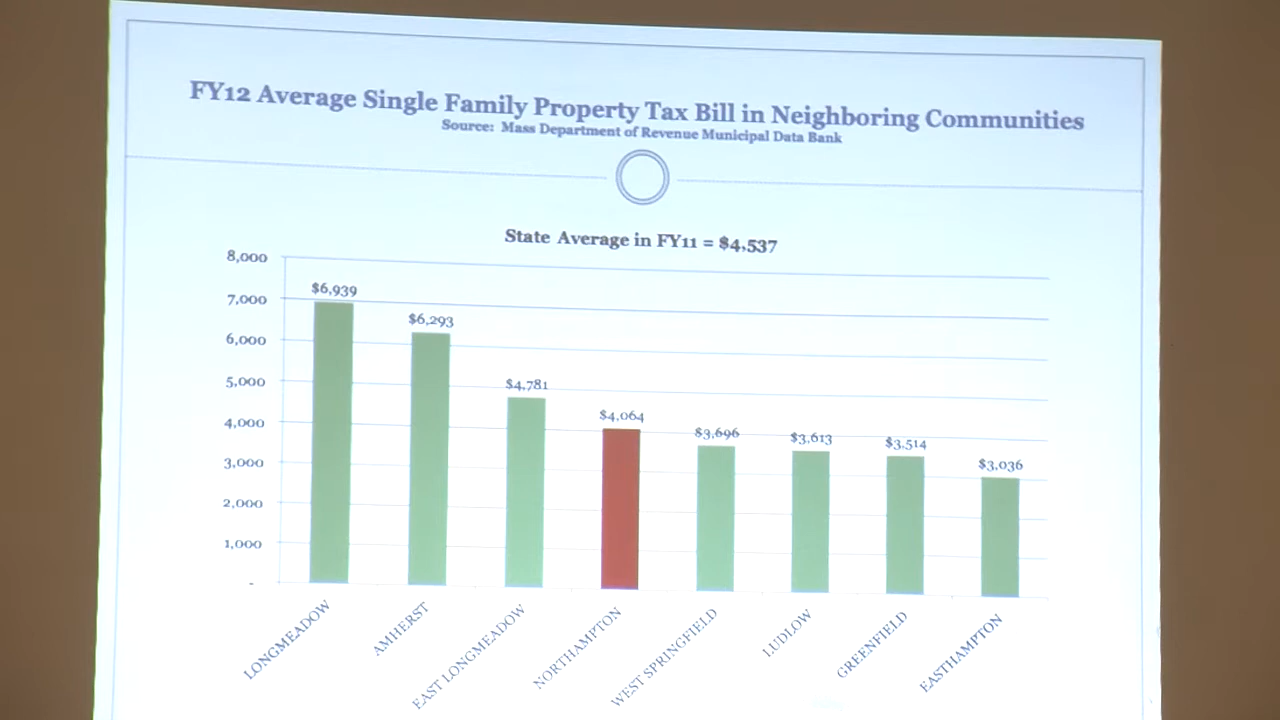 FY12 Average Single Family Property Tax Bill in Neighboring Communities
Source: Mass Department of Revenue Municipal Data Bank
State Average in FY11 = $4,537
8,000
7,000
6,000
5,000
4,000
3,000
2,000
1,000
-
$6,939
$6,293
$4,781
$4,064
$3,696
$3,613
$3,514
$3,036
LONGMEADOW
AMHERST
EAST LONGMEADOW
NORTHAMPTON
WEST SPRINGFIELD
LUDLOW
GREENFIELD
EASTHAMPTON